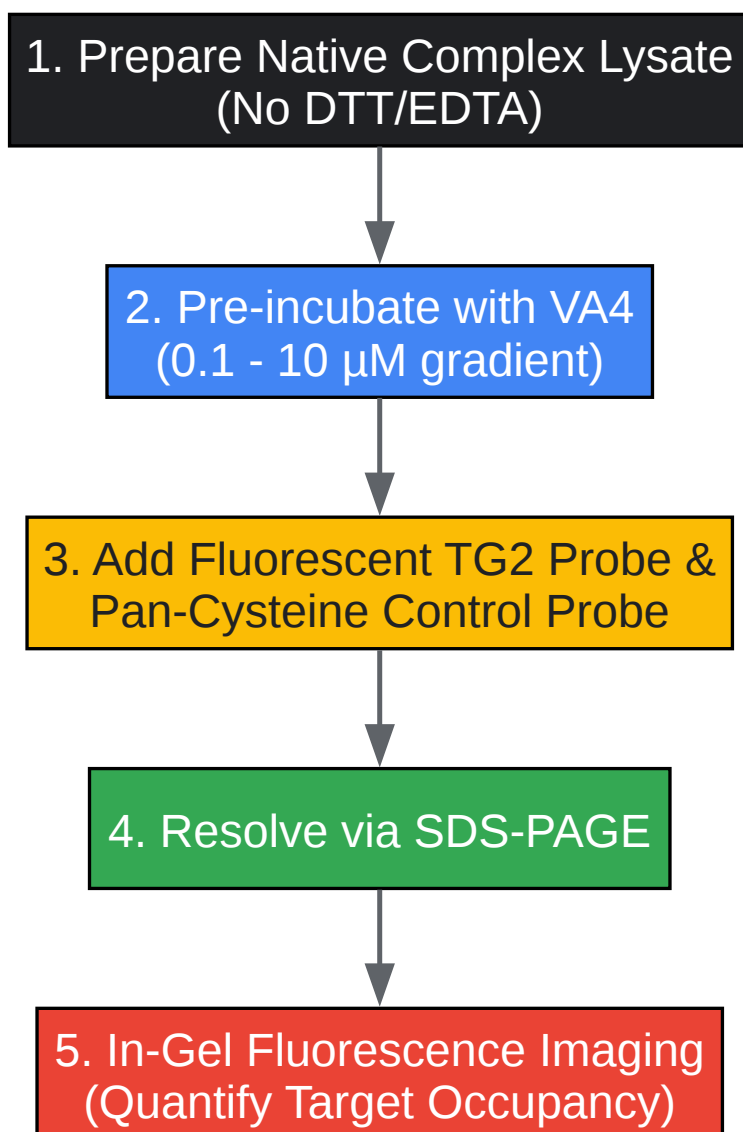 1. Prepare Native Complex Lysate
(No DTT/EDTA)
2. Pre-incubate with VA4
(0.1 - 10 µM gradient)
3. Add Fluorescent TG2 Probe &
Pan-Cysteine Control Probe
4. Resolve via SDS-PAGE
5. In-Gel Fluorescence Imaging
(Quantify Target Occupancy)